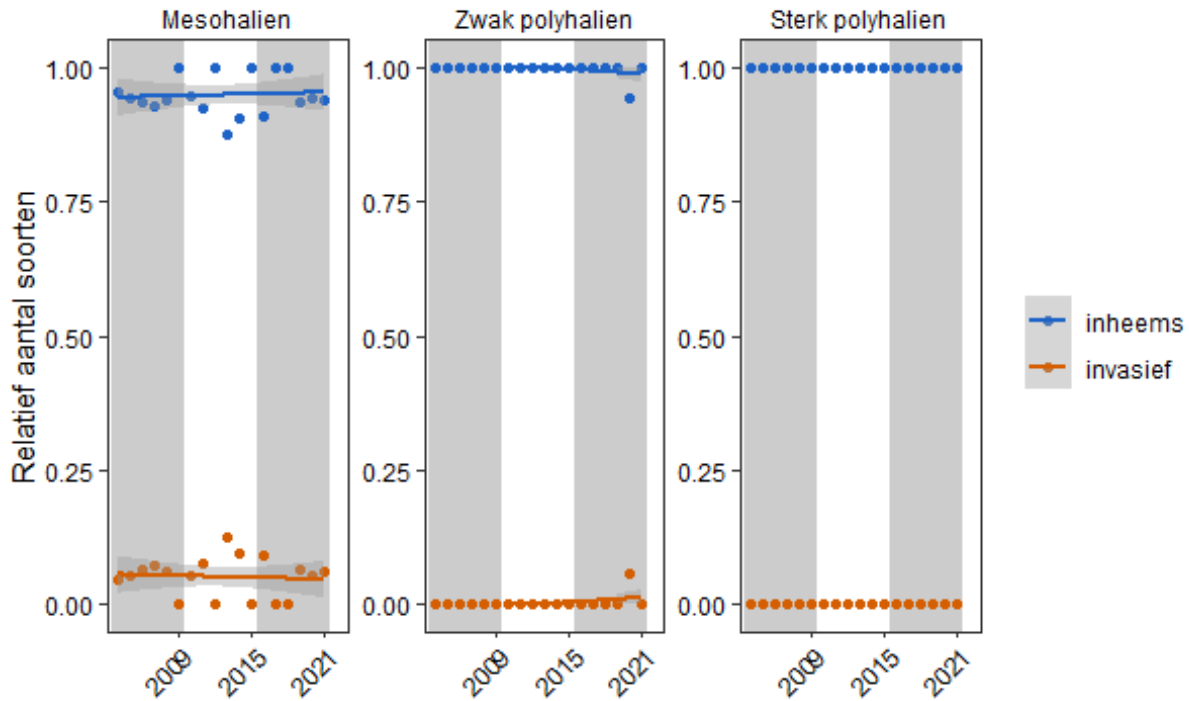 Mesohalien Zwak polyhalien Sterk polyhalien
Relatief aantal soorten
1.00 1.00 1.00
0.75 0.75 0.75
0.50 0.50 0.50
0.25 0.25 0.25
0.00 0.00 0.00
2009 2015 2021 2009 2015 2021 2009 2015 2021
inheems
invasief